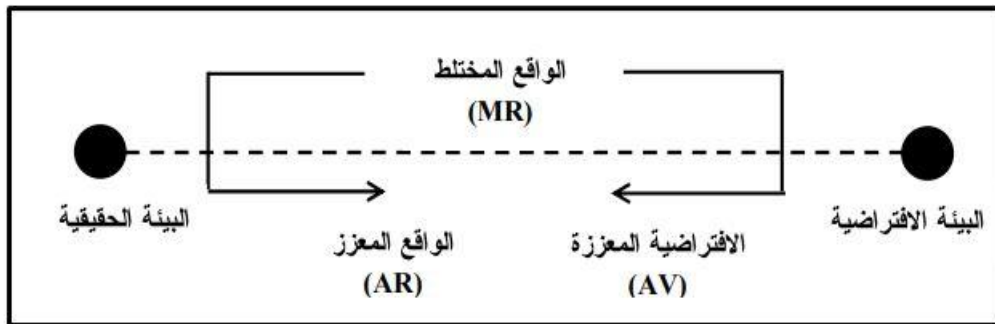 الواقع المختلط
(MR)
البيئة الافتراضية
البيئة الحقيقية
الافتراضية المعززة
(AV)
الواقع المعزز
(AR)